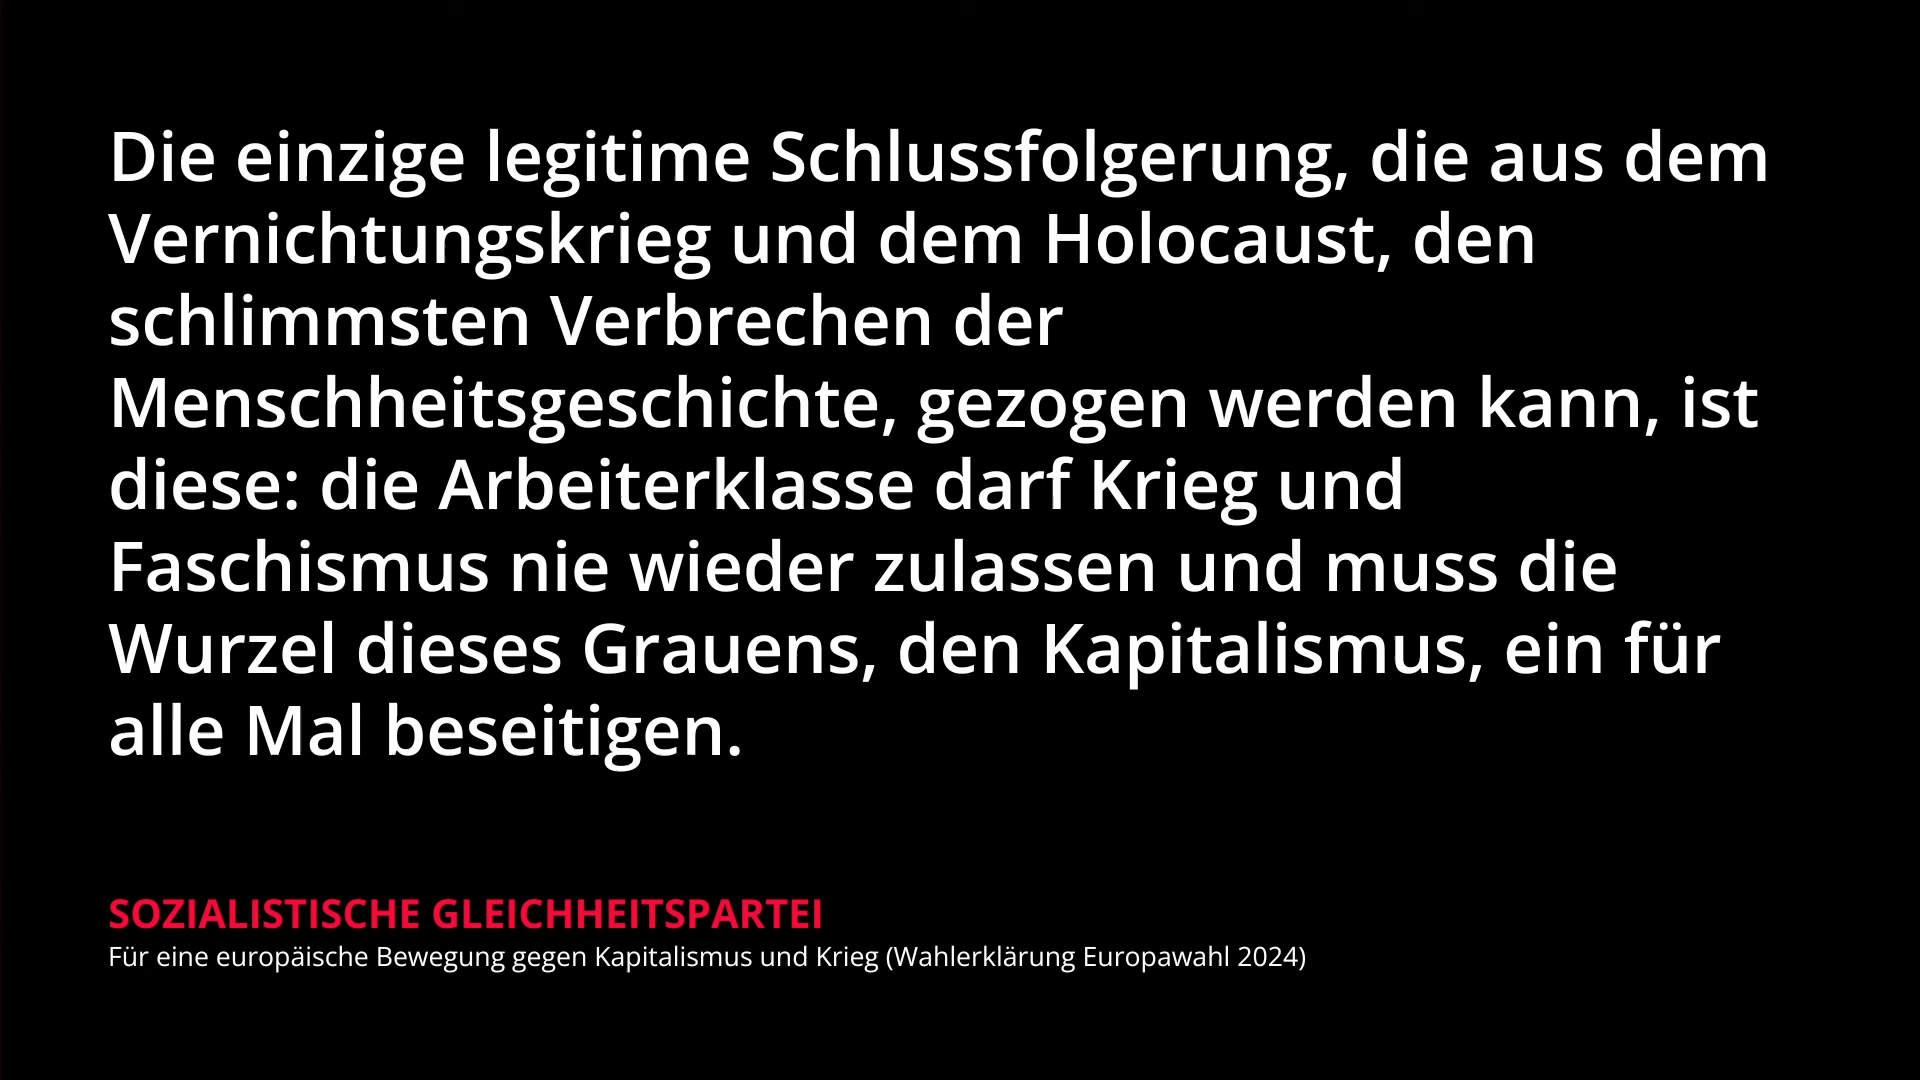 Die einzige legitime Schlussfolgerung, die aus dem
Vernichtungskrieg und dem Holocaust, den
schlimmsten Verbrechen der
Menschheitsgeschichte, gezogen werden kann, ist
diese: die Arbeiterklasse darf Krieg und
Faschismus nie wieder zulassen und muss die
Wurzel dieses Grauens, den Kapitalismus, ein für
alle Mal beseitigen.
SOZIALISTISCHE GLEICHHEITSPARTEI
Für eine europäische Bewegung gegen Kapitalismus und Krieg (Wahlerklärung Europawahl 2024)